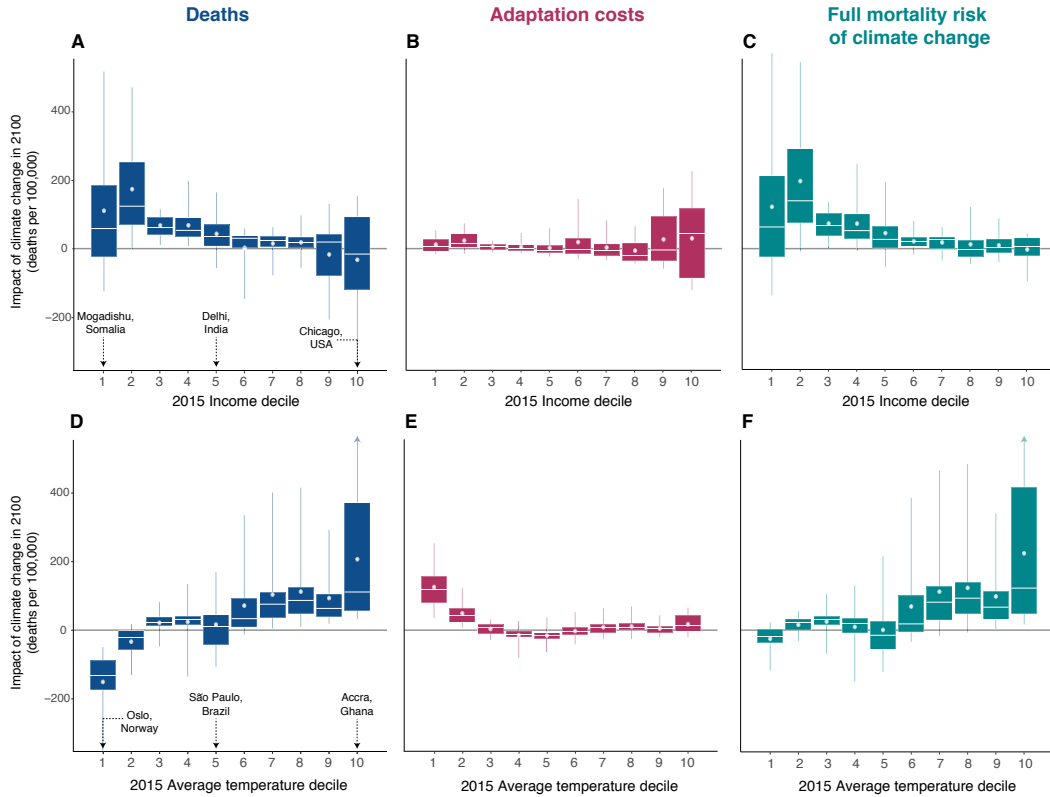 Deaths
Adaptation costs
Full mortality risk
of climate change
A
B
C
Impact of climate change in 2100
(deaths per 100,000)
400
200
0
−200
Mogadishu,
Somalia
Delhi,
India
Chicago,
USA
1 2 3 4 5 6 7 8 9 10
1 2 3 4 5 6 7 8 9 10
1 2 3 4 5 6 7 8 9 10
2015 Income decile
2015 Income decile
2015 Income decile
D
E
F
Impact of climate change in 2100
(deaths per 100,000)
400
200
0
−200
Oslo,
Norway
São Paulo,
Brazil
Accra,
Ghana
1 2 3 4 5 6 7 8 9 10
1 2 3 4 5 6 7 8 9 10
1 2 3 4 5 6 7 8 9 10
2015 Average temperature decile
2015 Average temperature decile
2015 Average temperature decile